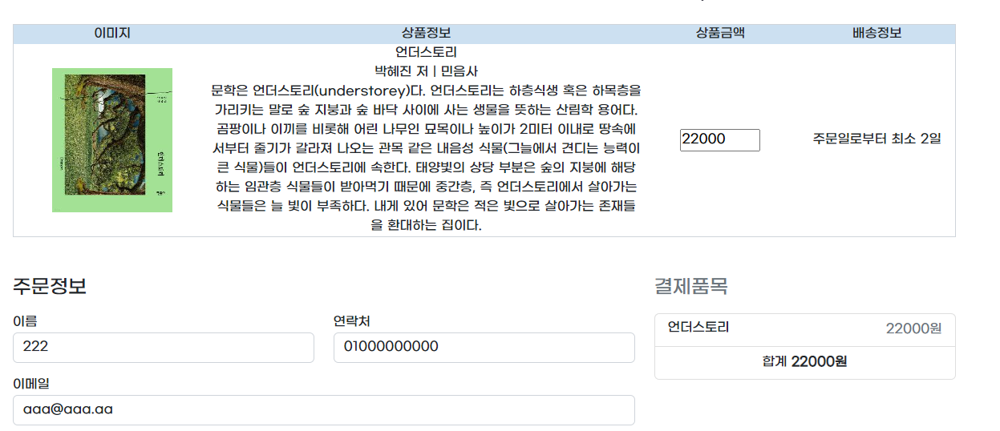 이미지 상품정보 상품금액 배송정보
언더스토리
박혜진 저 | 민음사
문학은 언더스토리(understorey)다. 언더스토리는 하층식생 혹은 하목층을
가리키는 말로 숲 지붕과 숲 바닥 사이에 사는 생물을 뜻하는 산림학 용어다.
곰팡이나 이끼를 비롯해 어린 나무인 묘목이나 높이가 2미터 이내로 땅속에
서부터 줄기가 갈라져 나오는 관목 같은 내음성 식물(그늘에서 견디는 능력이
큰 식물)들이 언더스토리에 속한다. 태양빛의 상당 부분은 숲의 지붕에 해당
하는 임관층 식물들이 받아먹기 때문에 중간층, 즉 언더스토리에서 살아가는
식물들은 늘 빛이 부족하다. 내게 있어 문학은 적은 빛으로 살아가는 존재들
을 환대하는 집이다.
22000
주문일로부터 최소 2일
언더스토리
주문정보
이름
222
연락처
01000000000
이메일
aaa@aaa.aa
결제품목
언더스토리 22000원
합계 22000원